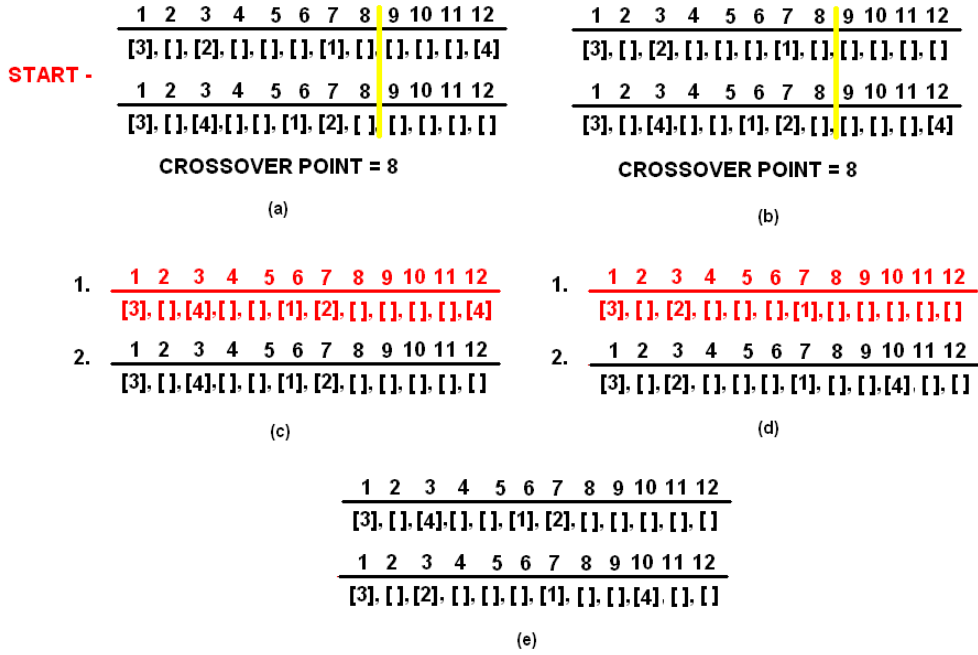 1 2 3 4 5 6 7 8 9 10 11 12
[3], [ ], [2], [ ], [ ], [ ], [1], [ ], [ ], [ ], [ ], [4]
START -
1 2 3 4 5 6 7 8 9 10 11 12
[3], [ ], [4], [ ], [ ], [1], [2], [ ], [ ], [ ], [ ], [ ]
CROSSOVER POINT = 8
(a)
1 2 3 4 5 6 7 8 9 10 11 12
[3], [ ], [2], [ ], [ ], [ ], [1], [ ], [ ], [ ], [ ], [ ]
1 2 3 4 5 6 7 8 9 10 11 12
[3], [ ], [4], [ ], [ ], [1], [2], [ ], [ ], [ ], [ ], [4]
CROSSOVER POINT = 8
(b)
1. 1 2 3 4 5 6 7 8 9 10 11 12
[3], [ ], [4], [ ], [ ], [1], [2], [ ], [ ], [ ], [ ], [4]
2. 1 2 3 4 5 6 7 8 9 10 11 12
[3], [ ], [4], [ ], [ ], [1], [2], [ ], [ ], [ ], [ ], [ ]
(c)
1. 1 2 3 4 5 6 7 8 9 10 11 12
[3], [ ], [2], [ ], [ ], [ ], [1], [ ], [ ], [ ], [ ], [ ]
2. 1 2 3 4 5 6 7 8 9 10 11 12
[3], [ ], [2], [ ], [ ], [ ], [1], [ ], [ ], [4], [ ], [ ]
(d)
1 2 3 4 5 6 7 8 9 10 11 12
[3], [ ], [4], [ ], [ ], [1], [2], [ ], [ ], [ ], [ ], [ ]
1 2 3 4 5 6 7 8 9 10 11 12
[3], [ ], [2], [ ], [ ], [ ], [1], [ ], [ ], [4], [ ], [ ]
(e)